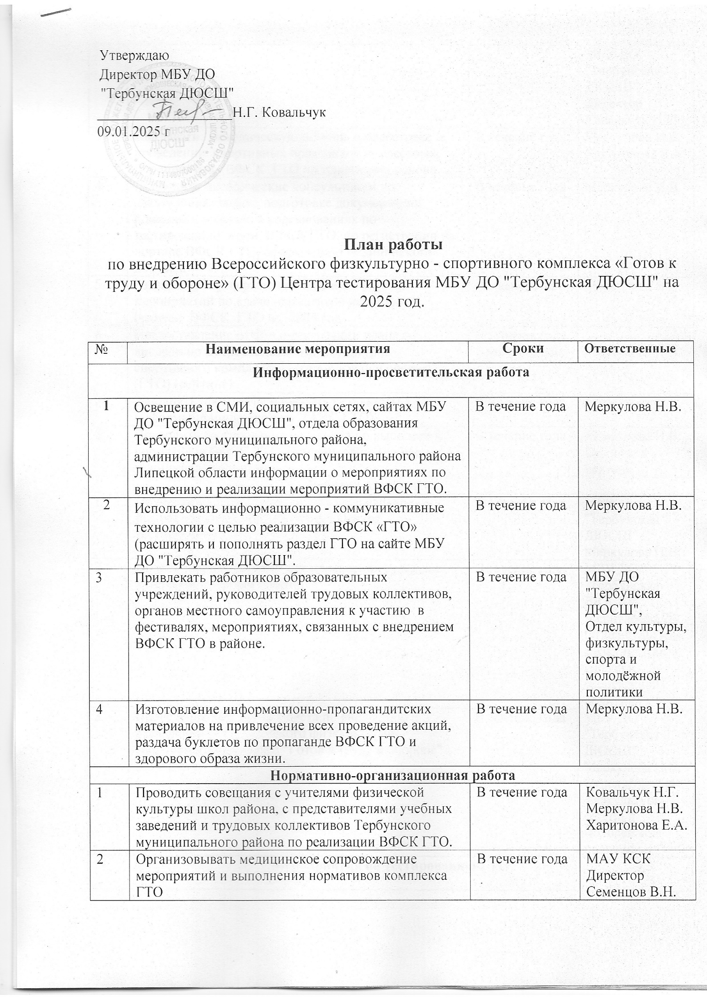 Утверждаю
Директор МБУ ДО
"Тербунская ДЮСШ"
Н.Г. Ковальчук
09.01.2025 г
План работы
по внедрению Всероссийского физкультурно - спортивного комплекса «Готов к
труду и обороне» (ГТО) Центра тестирования МБУ ДО "Тербунская ДЮСШ" на
2025 год.
№ Наименование мероприятия Сроки Ответственные
Информационно-просветительская работа
1 Освещение в СМИ, социальных сетях, сайтах МБУ В течение года Меркулова Н.В.
ДО "Тербунская ДЮСШ", отдела образования
Тербунского муниципального района,
администрации Тербунского муниципального района
Липецкой области информации о мероприятиях по
внедрению и реализации мероприятий ВФСК ГТО.
2 Использовать информационно - коммуникативные В течение года Меркулова Н.В.
технологии с целью реализации ВФСК «ГТО»
(расширять и пополнять раздел ГТО на сайте МБУ
ДО "Тербунская ДЮСШ".
3 Привлекать работников образовательных В течение года МБУ ДО
учреждений, руководителей трудовых коллективов, "Тербунская
органов местного самоуправления к участию в ДЮСШ",
фестивалях, мероприятиях, связанных с внедрением Отдел культуры,
ВФСК ГТО в районе. физкультуры,
спорта и
молодёжной
политики
4 Изготовление информационно-пропагандитских В течение года Меркулова Н.В.
материалов на привлечение всех проведение акций,
раздача буклетов по пропаганде ВФСК ГТО и
здорового образа жизни.
Нормативно-организационная работа
1 Проводить совещания с учителями физической В течение года Ковальчук Н.Г.
культуры школ района, с представителями учебных Меркулова Н.В.
заведений и трудовых коллективов Тербунского Харитонова Е.А.
муниципального района по реализации ВФСК ГТО.
2 Организовывать медицинское сопровождение В течение года МАУ КСК
мероприятий и выполнения нормативов комплекса Директор
ГТО Семенцов В.Н.